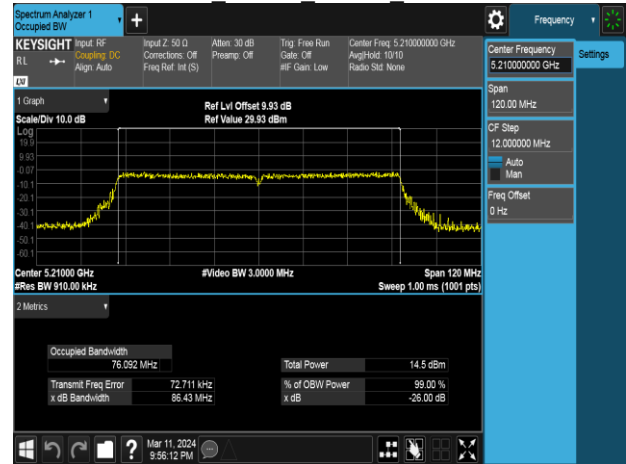 Spectrum Analyzer 1
Occupied BW
Frequency
KEYSIGHT
RL
LXI
Input: RF
Coupling: DC
Align: Auto
Input Z: 50 Ω
Corrections: Off
Freq Ref: Int (S)
Atten: 30 dB
Preamp: Off
Trig: Free Run
Gate: Off
#IF Gain: Low
Center Freq: 5.210000000 GHz
Avg|Hold: 10/10
Radio Std: None
Center Frequency
5.210000000 GHz
Settings
Span
120.00 MHz
CF Step
12.000000 MHz
Auto
Man
Freq Offset
0 Hz
1 Graph
Scale/Div 10.0 dB
Ref Lvl Offset 9.93 dB
Ref Value 29.93 dBm
Log
19.9
9.93
-0.07
-10.1
-20.1
-30.1
-40.1
-50.1
-60.1
Center 5.21000 GHz
#Res BW 910.00 kHz
#Video BW 3.0000 MHz
Span 120 MHz
Sweep 1.00 ms (1001 pts)
2 Metrics
Occupied Bandwidth
76.092 MHz
Total Power 14.5 dBm
Transmit Freq Error 72.711 kHz
% of OBW Power 99.00 %
x dB Bandwidth 86.43 MHz
x dB -26.00 dB
?
Mar 11, 2024
9:56:12 PM